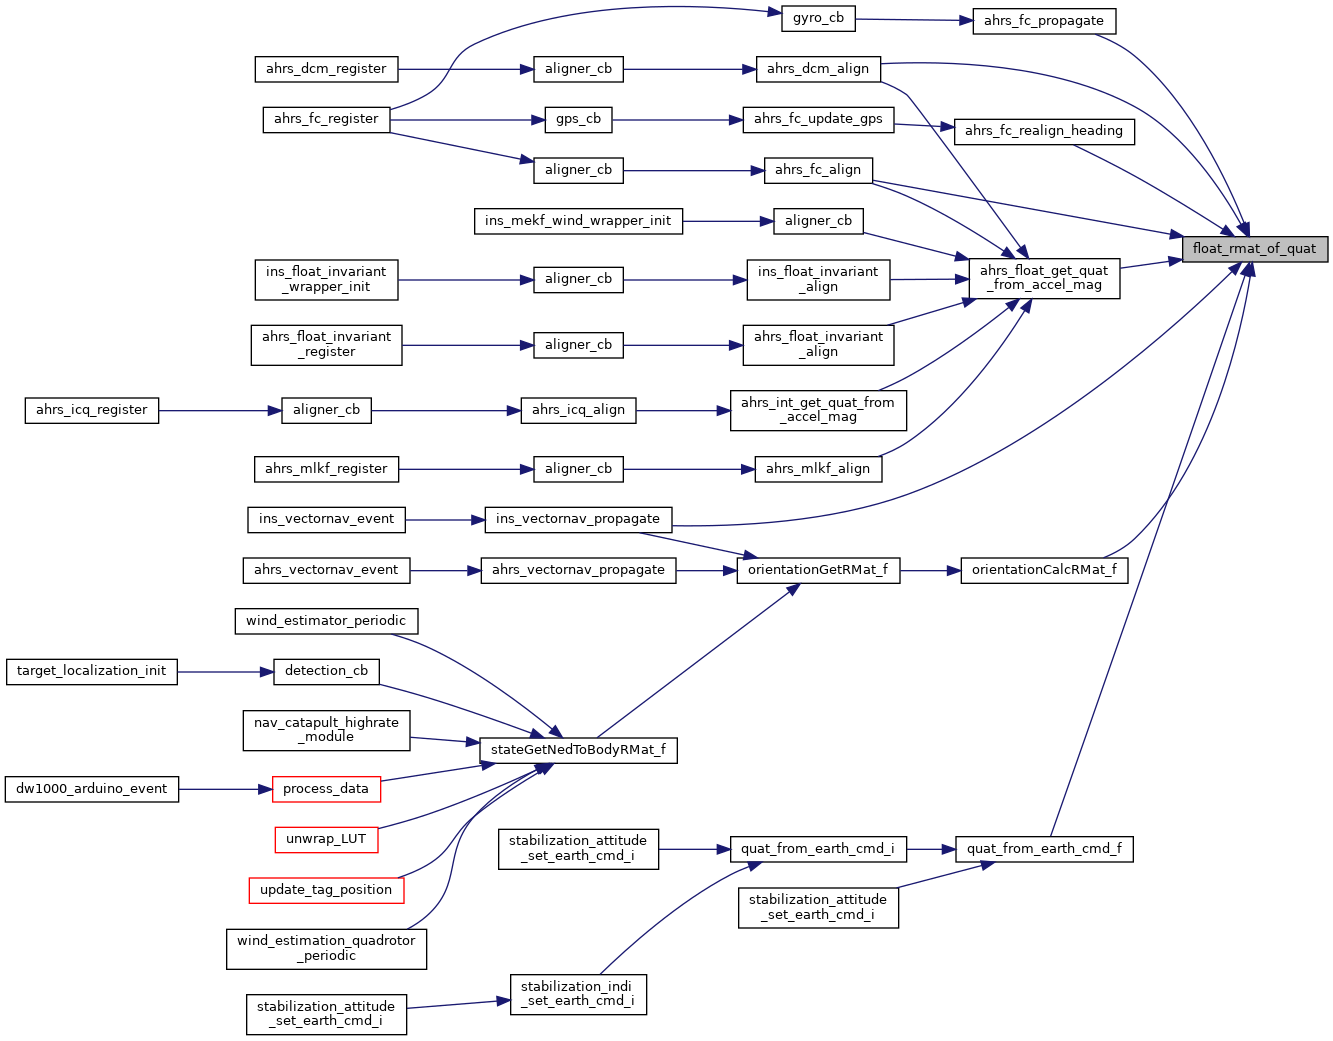 gyro_cb
ahrs_fc_propagate
ahrs_dcm_register
aligner_cb
ahrs_dcm_align
ahrs_fc_register
gps_cb
ahrs_fc_update_gps
ahrs_fc_realign_heading
aligner_cb
ahrs_fc_align
ins_mekf_wind_wrapper_init
aligner_cb
float_rmat_of_quat
ins_float_invariant
_wrapper_init
aligner_cb
ins_float_invariant
_align
ahrs_float_get_quat
_from_accel_mag
ahrs_float_invariant
_register
aligner_cb
ahrs_float_invariant
_align
ahrs_icq_register
aligner_cb
ahrs_icq_align
ahrs_int_get_quat_from
_accel_mag
ahrs_mlkf_register
aligner_cb
ahrs_mlkf_align
ins_vectornav_event
ins_vectornav_propagate
ahrs_vectornav_event
ahrs_vectornav_propagate
orientationGetRMat_f
orientationCalcRMat_f
wind_estimator_periodic
target_localization_init
detection_cb
nav_catapult_highrate
_module
stateGetNedToBodyRMat_f
dw1000_arduino_event
process_data
unwrap_LUT
stabilization_attitude
_set_earth_cmd_i
quat_from_earth_cmd_i
quat_from_earth_cmd_f
update_tag_position
stabilization_attitude
_set_earth_cmd_i
wind_estimation_quadrotor
_periodic
stabilization_indi
_set_earth_cmd_i
stabilization_attitude
_set_earth_cmd_i